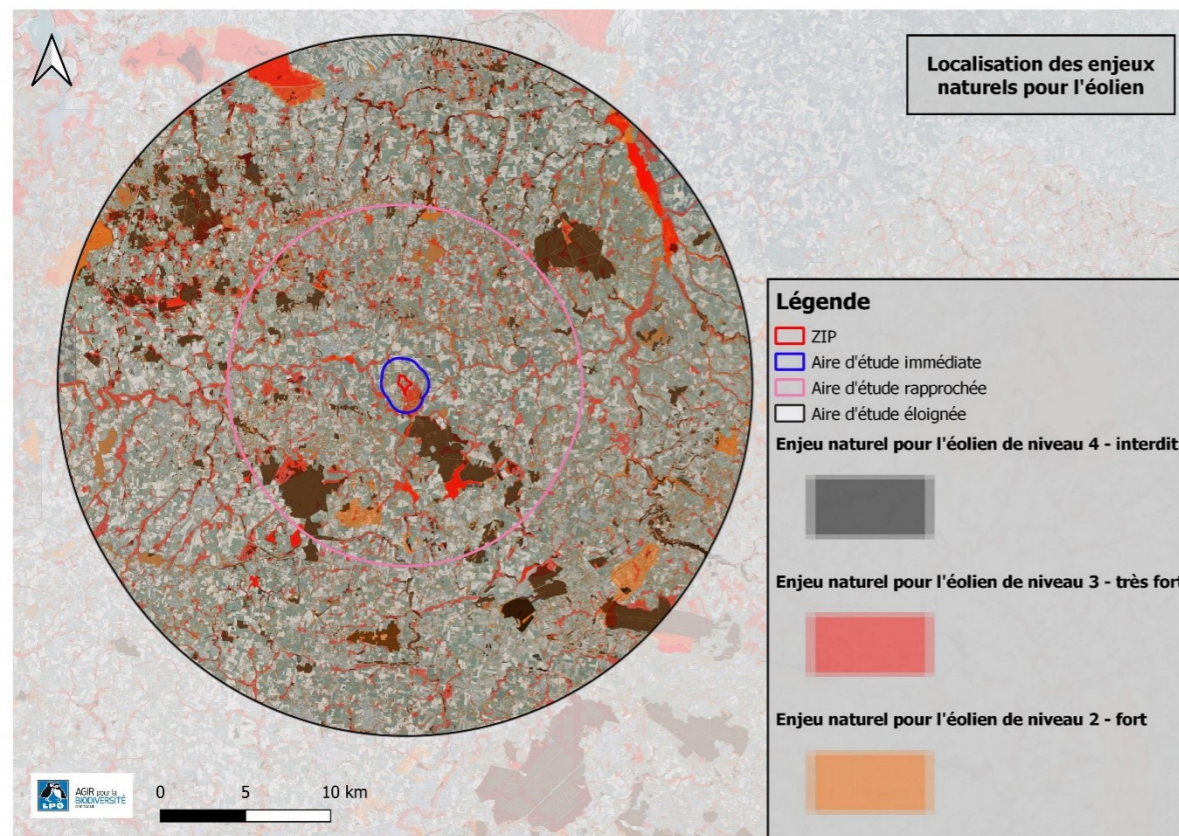 Localisation des enjeux
naturels pour l'éolien
Légende
ZIP
Aire d'étude immédiate
Aire d'étude rapprochée
Aire d'étude éloignée
Enjeu naturel pour l'éolien de niveau 4 - interdit
Enjeu naturel pour l'éolien de niveau 3 - très fort
Enjeu naturel pour l'éolien de niveau 2 - fort
LPO
AGIR pour la
BIODIVERSITÉ
0 5 10 km